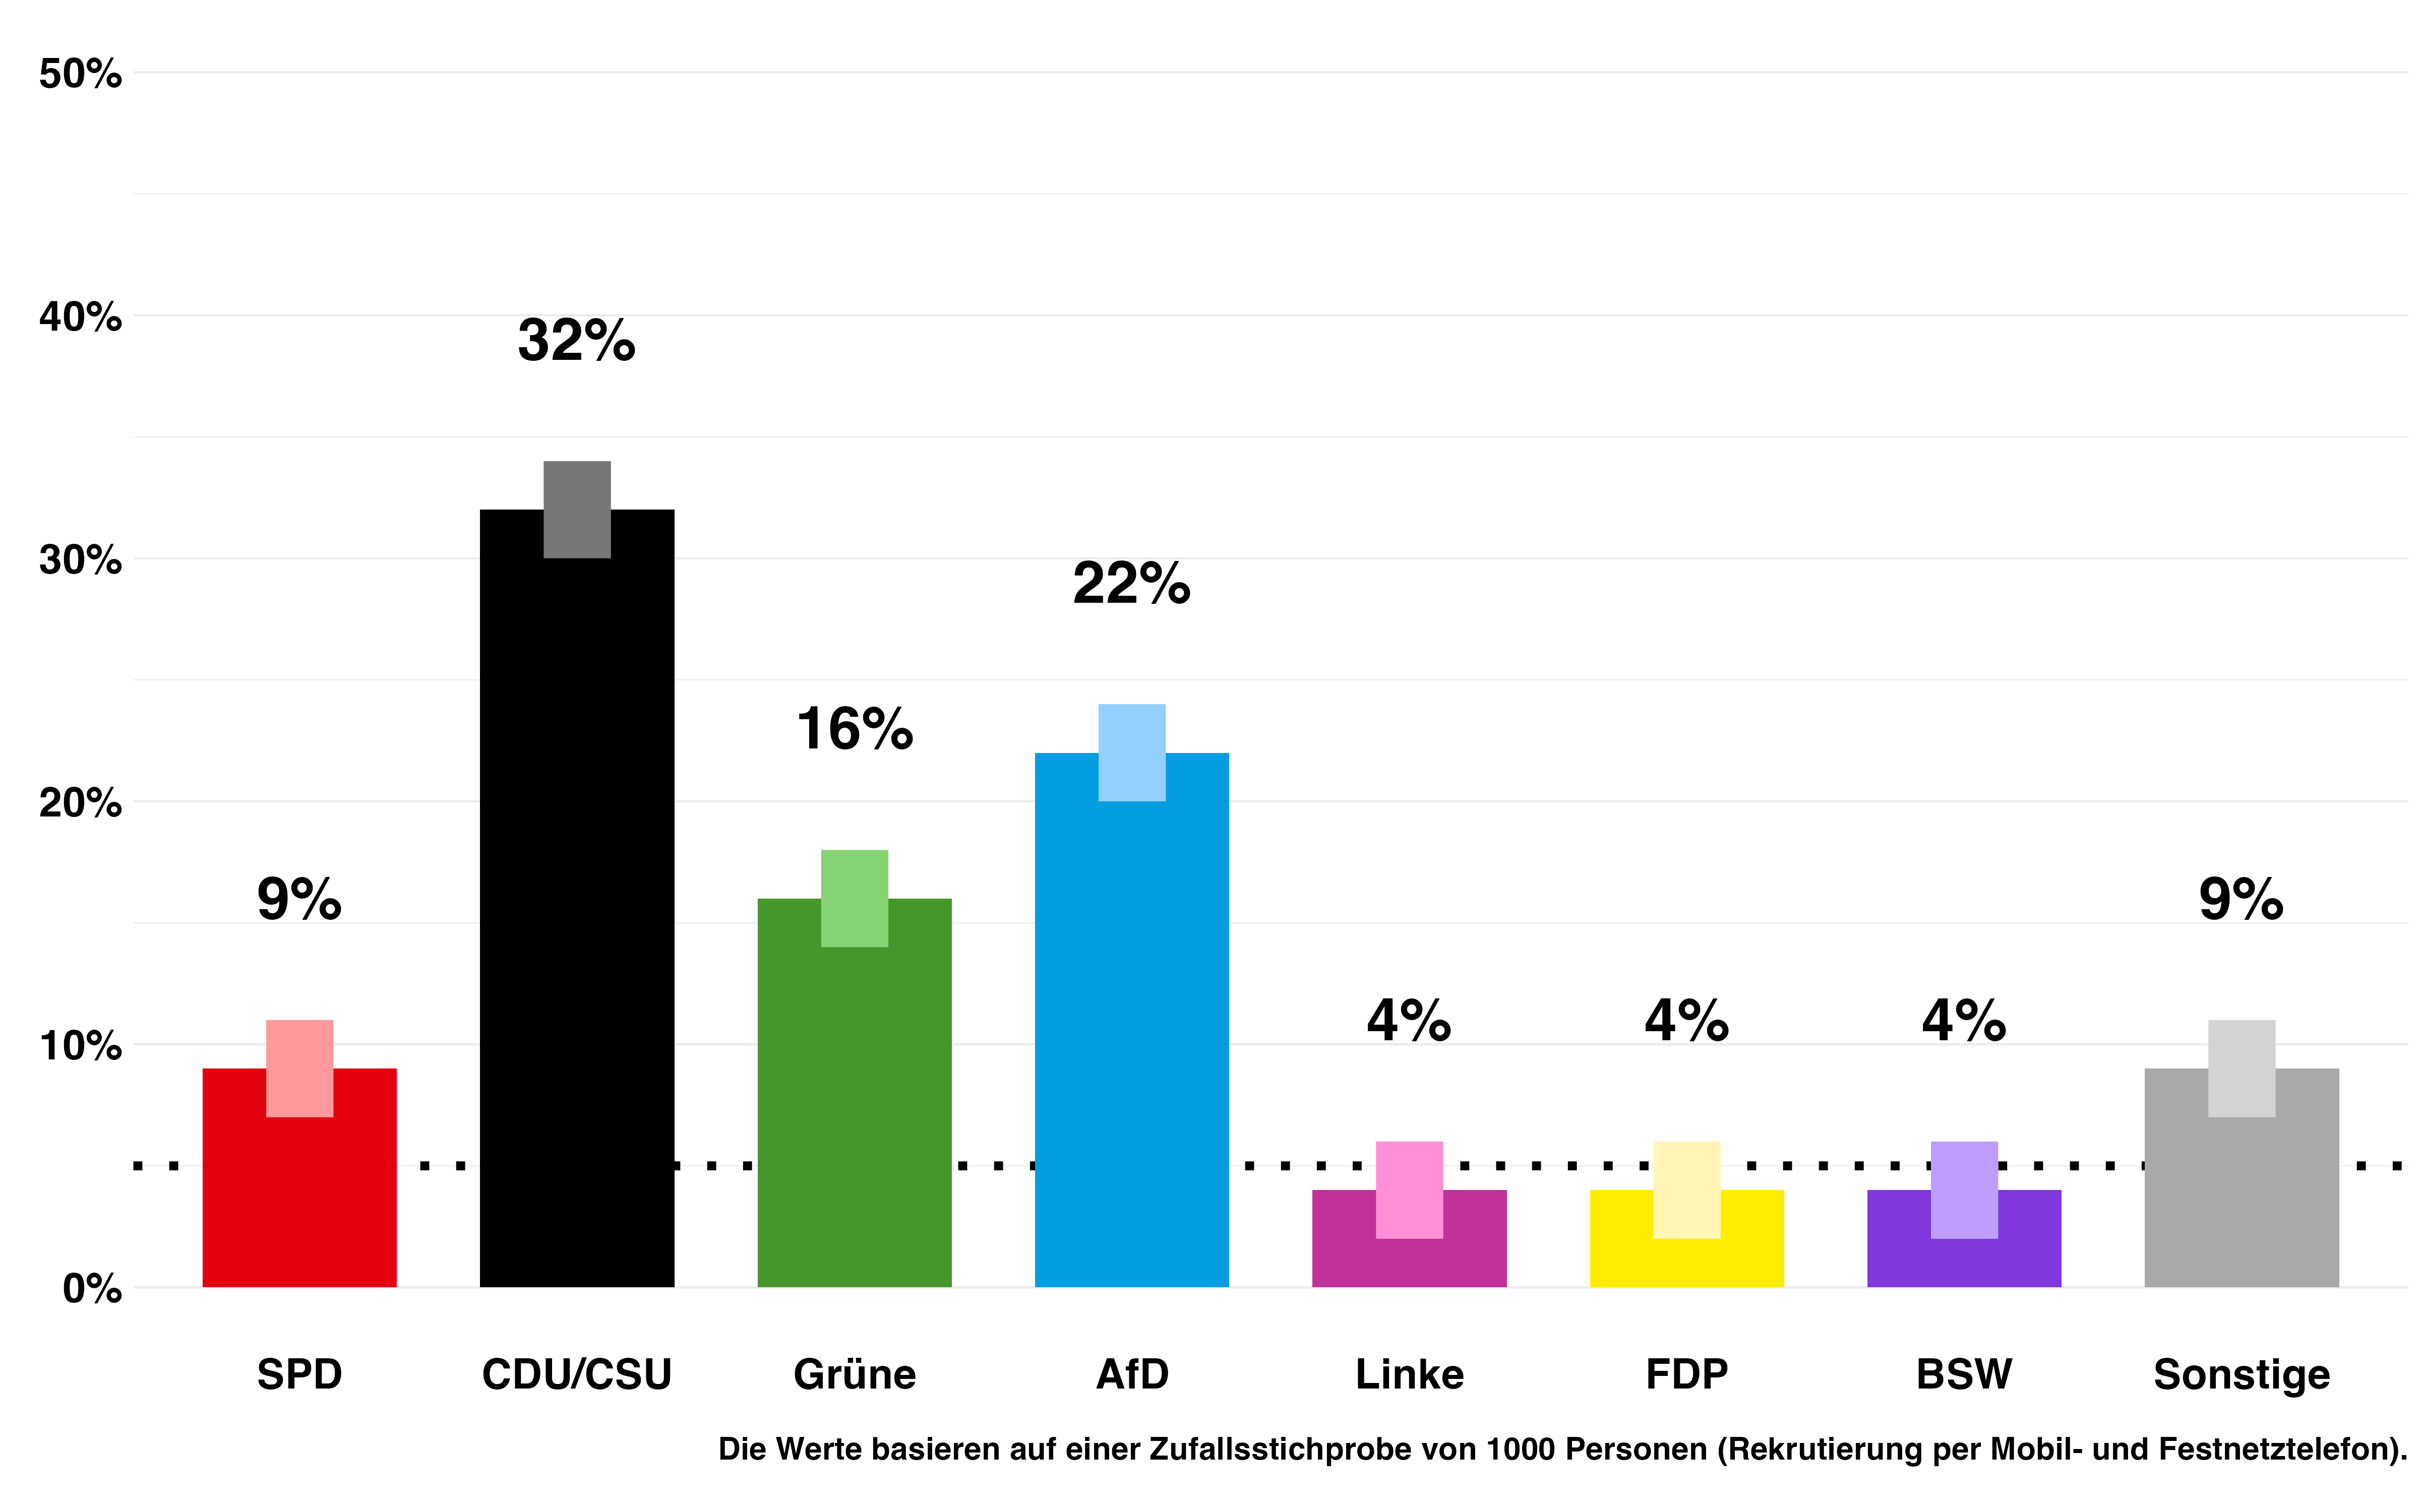 50%
40%
32%
30%
22%
16%
20%
9%
9%
4%
4%
4%
10%
0%
SPD
CDU/CSU
Grüne
AfD
Linke
FDP
BSW
Sonstige
Die Werte basieren auf einer Zufallsstichprobe von 1000 Personen (Rekrutierung per Mobil- und Festnetztelefon).